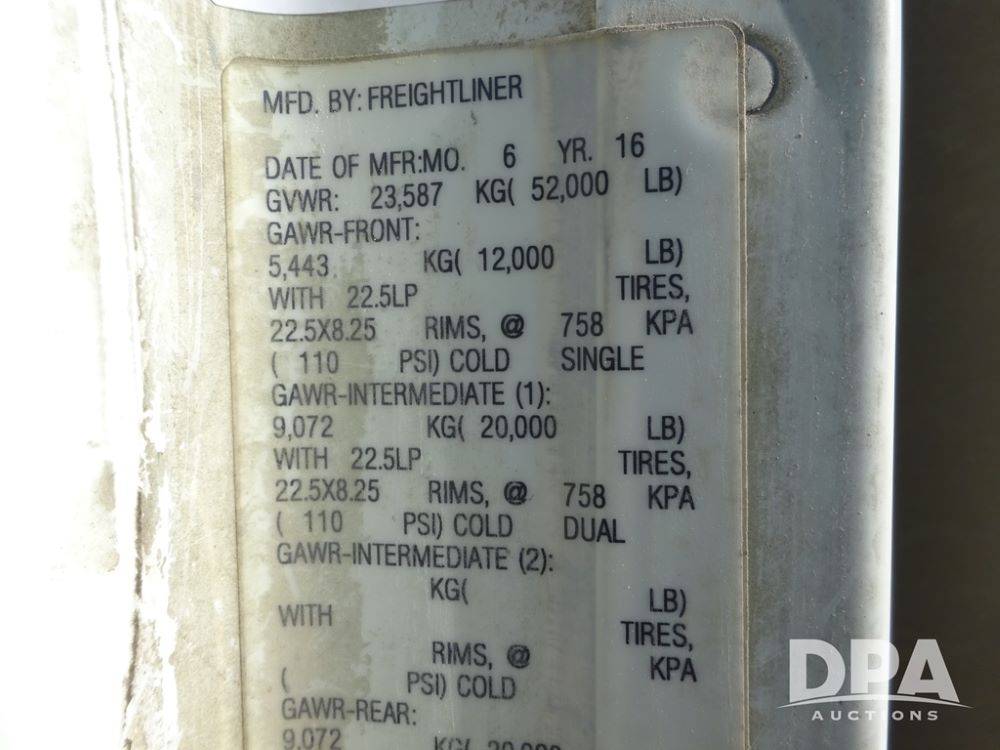 MFD. BY: FREIGHTLINER
DATE OF MFR:MO. 6 YR. 16
GVWR: 23,587 KG( 52,000 LB)
GAWR-FRONT:
5,443 KG( 12,000 LB)
WITH 22.5LP TIRES,
22.5X8.25 RIMS, @ 758 KPA
( 110 PSI) COLD SINGLE
GAWR-INTERMEDIATE (1):
9,072 KG( 20,000 LB)
WITH 22.5LP TIRES,
22.5X8.25 RIMS, @ 758 KPA
( 110 PSI) COLD DUAL
GAWR-INTERMEDIATE (2):
KG( LB)
WITH TIRES,
RIMS, @ KPA
( PSI) COLD
GAWR-REAR:
9,072 KG( 20,000
DPA
AUCTIONS